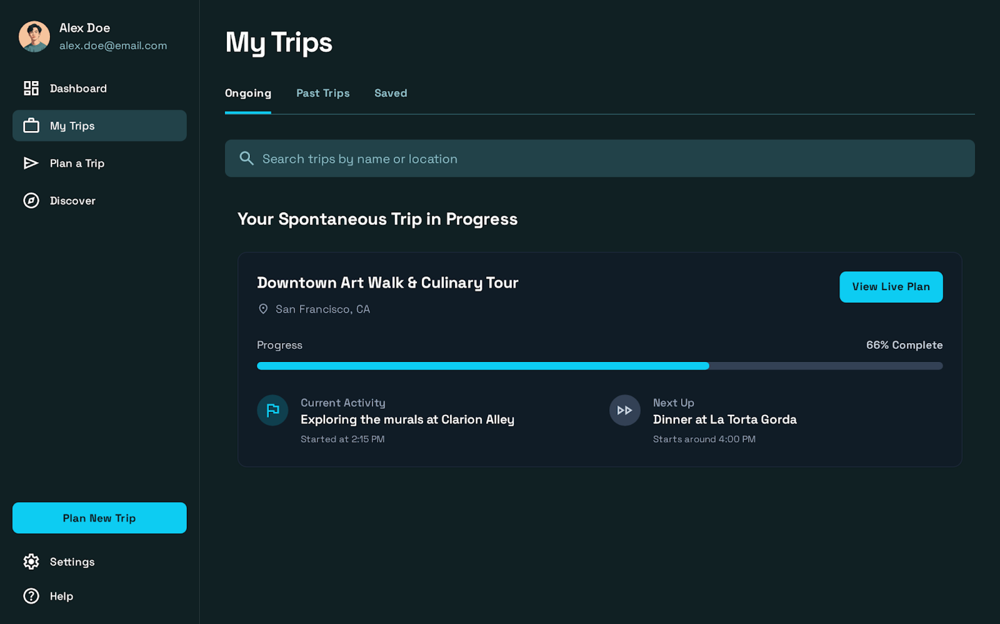 Alex Doe
alex.doe@email.com
Dashboard
My Trips
Plan a Trip
Discover
Plan New Trip
Settings
Help
My Trips
Ongoing
Past Trips
Saved
Search trips by name or location
Your Spontaneous Trip in Progress
Downtown Art Walk & Culinary Tour
View Live Plan
San Francisco, CA
Progress
66% Complete
Current Activity
Exploring the murals at Clarion Alley
Started at 2:15 PM
Next Up
Dinner at La Torta Gorda
Starts around 4:00 PM